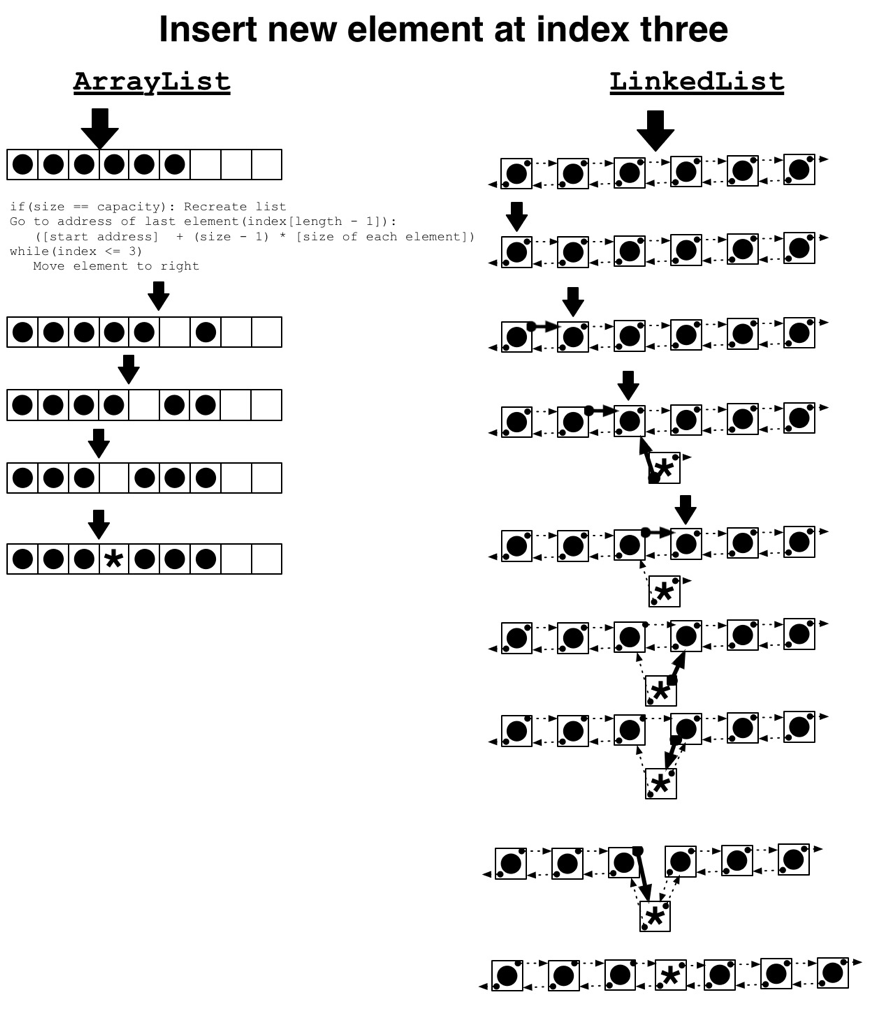 Insert new element at index three
ArrayList
LinkedList
if(size == capacity): Recreate list
Go to address of last element(index[length - 1]):
   ([start address]  + (size - 1) * [size of each element])
while(index <= 3)
   Move element to right
*
*
*
*
*
*
*